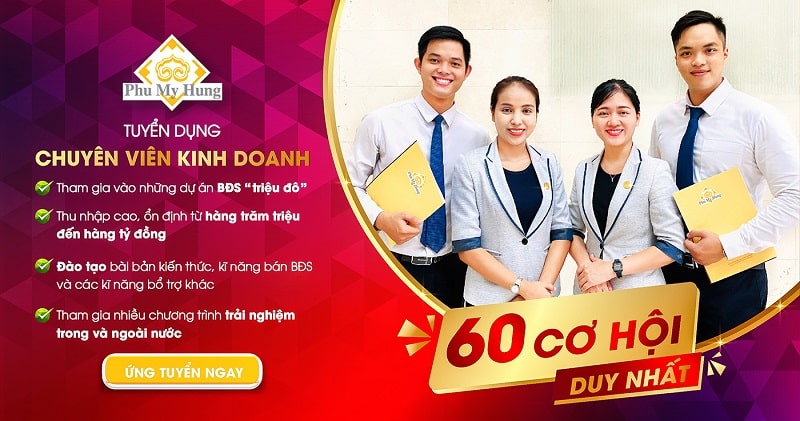 Phu My Hung
TUYỂN DỤNG
CHUYÊN VIÊN KINH DOANH
Tham gia vào những dự án BĐS “triệu đô”
Thu nhập cao, ổn định từ hàng trăm triệu
đến hàng tỷ đồng
Đào tạo bài bản kiến thức, kĩ năng bán BĐS
và các kĩ năng bổ trợ khác
Tham gia nhiều chương trình trải nghiệm
trong và ngoài nước
ỨNG TUYỂN NGAY
Phu My Hung
60 CƠ HỘI
DUY NHẤT